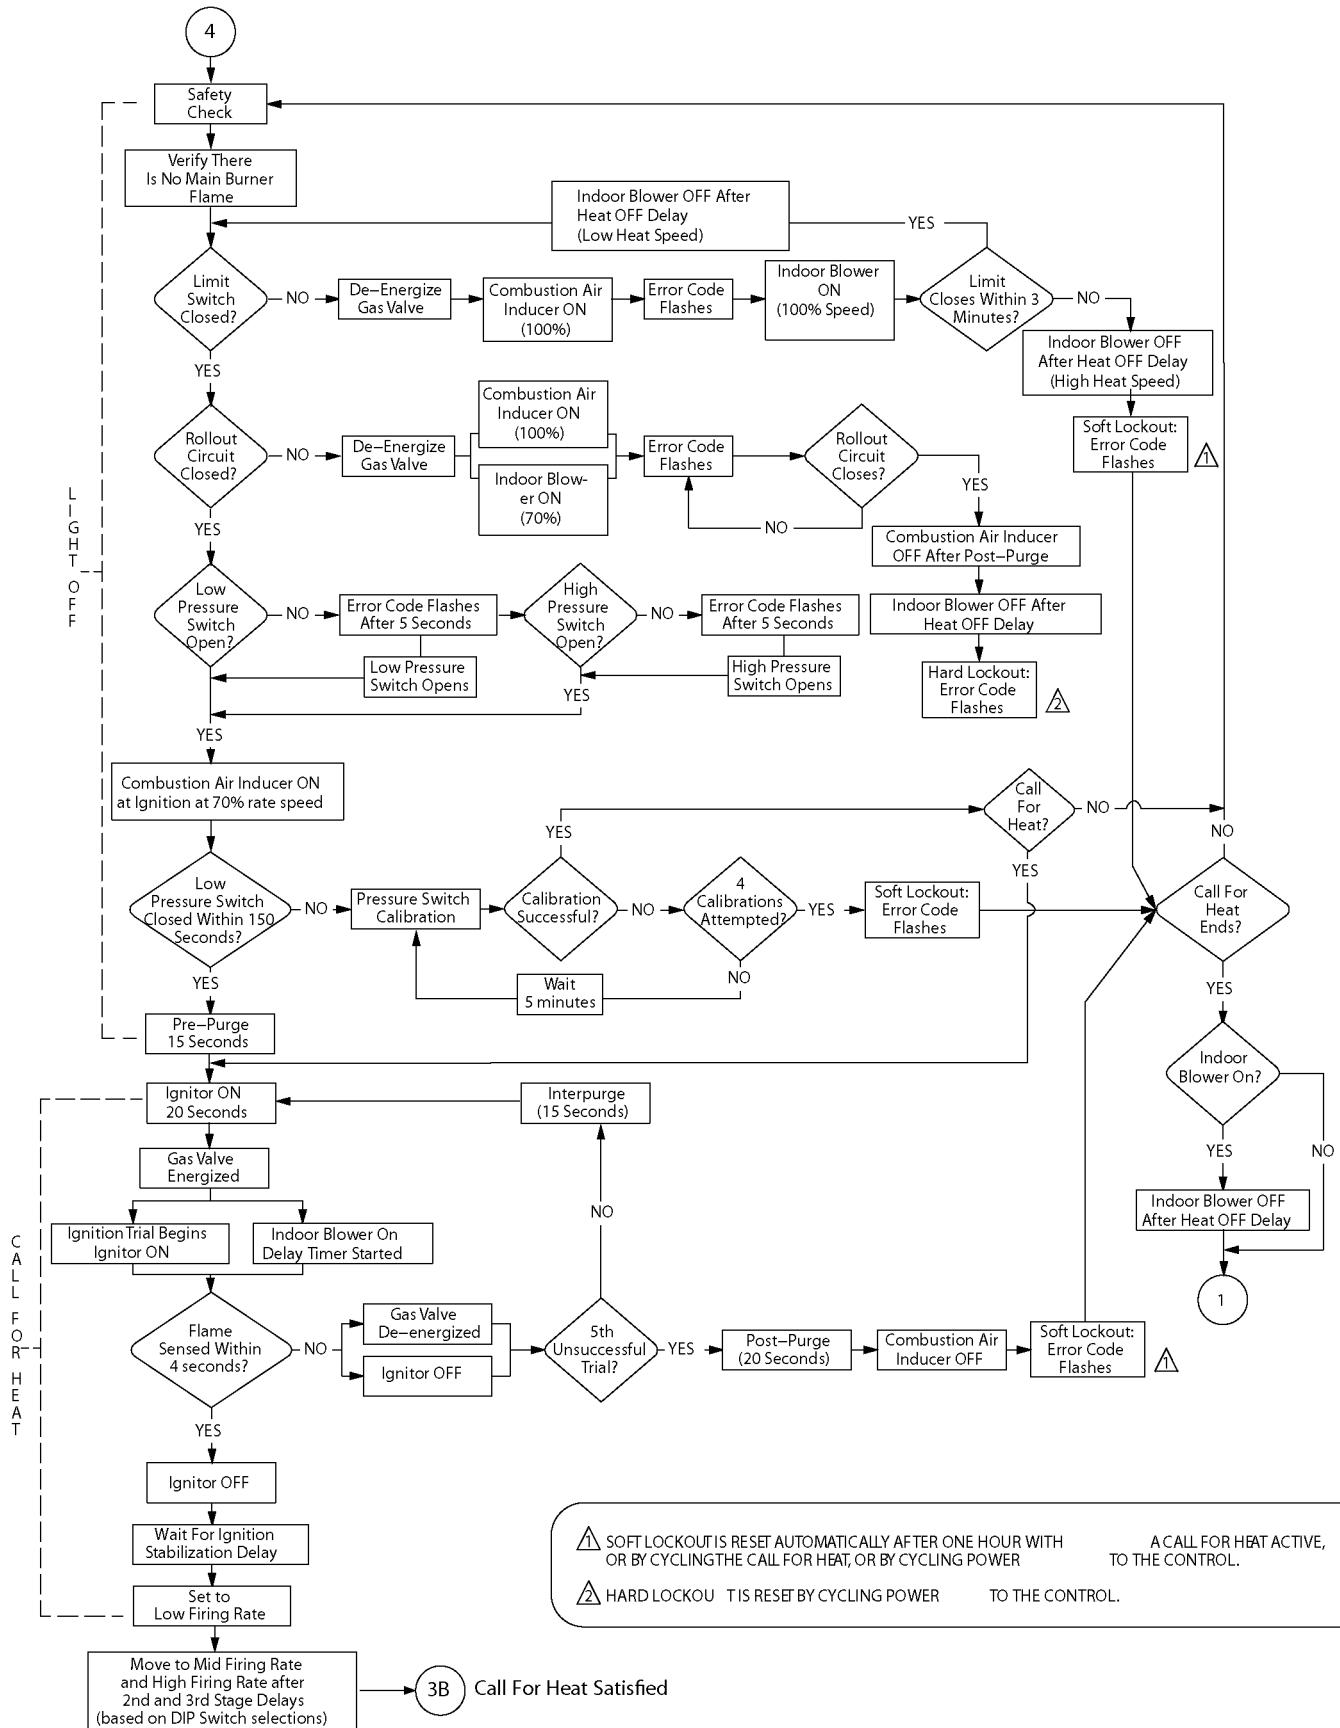 4
Safety
Check
Verify There
Is No Main Burner
Flame
Indoor Blower OFF After
Heat OFF Delay
(Low Heat Speed)
YES
Limit
Switch
Closed?
NO
De−Energize
Gas Valve
Combustion Air
Inducer ON
(100%)
Error Code
Flashes
Indoor Blower
ON
(100% Speed)
Limit
Closes Within 3
Minutes?
NO
Indoor Blower OFF
After Heat OFF Delay
(High Heat Speed)
Soft Lockout:
Error Code
Flashes
1
YES
Rollout
Circuit
Closed?
NO
De−Energize
Gas Valve
Combustion Air
Inducer ON
(100%)
Indoor Blow-
er ON
(70%)
Error Code
Flashes
Rollout
Circuit
Closes?
NO
YES
Combustion Air Inducer
OFF After Post−Purge
Indoor Blower OFF After
Heat OFF Delay
Hard Lockout:
Error Code
Flashes
2
LIGHT OFF
YES
Low
Pressure
Switch
Open?
NO
Error Code Flashes
After 5 Seconds
Low Pressure
Switch Opens
High
Pressure
Switch
Open?
NO
Error Code Flashes
After 5 Seconds
High Pressure
Switch Opens
YES
YES
Combustion Air Inducer ON
at Ignition at 70% rate speed
Low
Pressure Switch
Closed Within 150
Seconds?
NO
Pressure Switch
Calibration
Calibration
Successful?
YES
Call
For
Heat?
NO
YES
NO
4
Calibrations
Attempted?
YES
Soft Lockout:
Error Code
Flashes
NO
Wait
5 minutes
NO
Call For
Heat
Ends?
YES
Indoor
Blower On?
YES
NO
Indoor Blower OFF
After Heat OFF Delay
1
YES
Pre−Purge
15 Seconds
Ignitor ON
20 Seconds
Interpurge
(15 Seconds)
Gas Valve
Energized
Ignition Trial Begins
Ignitor ON
Indoor Blower On
Delay Timer Started
CALL FOR HEAT
Flame
Sensed Within
4 seconds?
NO
Gas Valve
De−energized
Ignitor OFF
5th
Unsuccessful
Trial?
NO
YES
Post−Purge
(20 Seconds)
Combustion Air
Inducer OFF
Soft Lockout:
Error Code
Flashes
1
YES
Ignitor OFF
Wait For Ignition
Stabilization Delay
Set to
Low Firing Rate
Move to Mid Firing Rate
and High Firing Rate after
2nd and 3rd Stage Delays
(based on DIP Switch selections)
3B
Call For Heat Satisfied
1 SOFT LOCKOUT IS RESET AUTOMATICALLY AFTER ONE HOUR WITH A CALL FOR HEAT ACTIVE,
OR BY CYCLING THE CALL FOR HEAT, OR BY CYCLING POWER TO THE CONTROL.
2 HARD LOCKOU T IS RESET BY CYCLING POWER TO THE CONTROL.